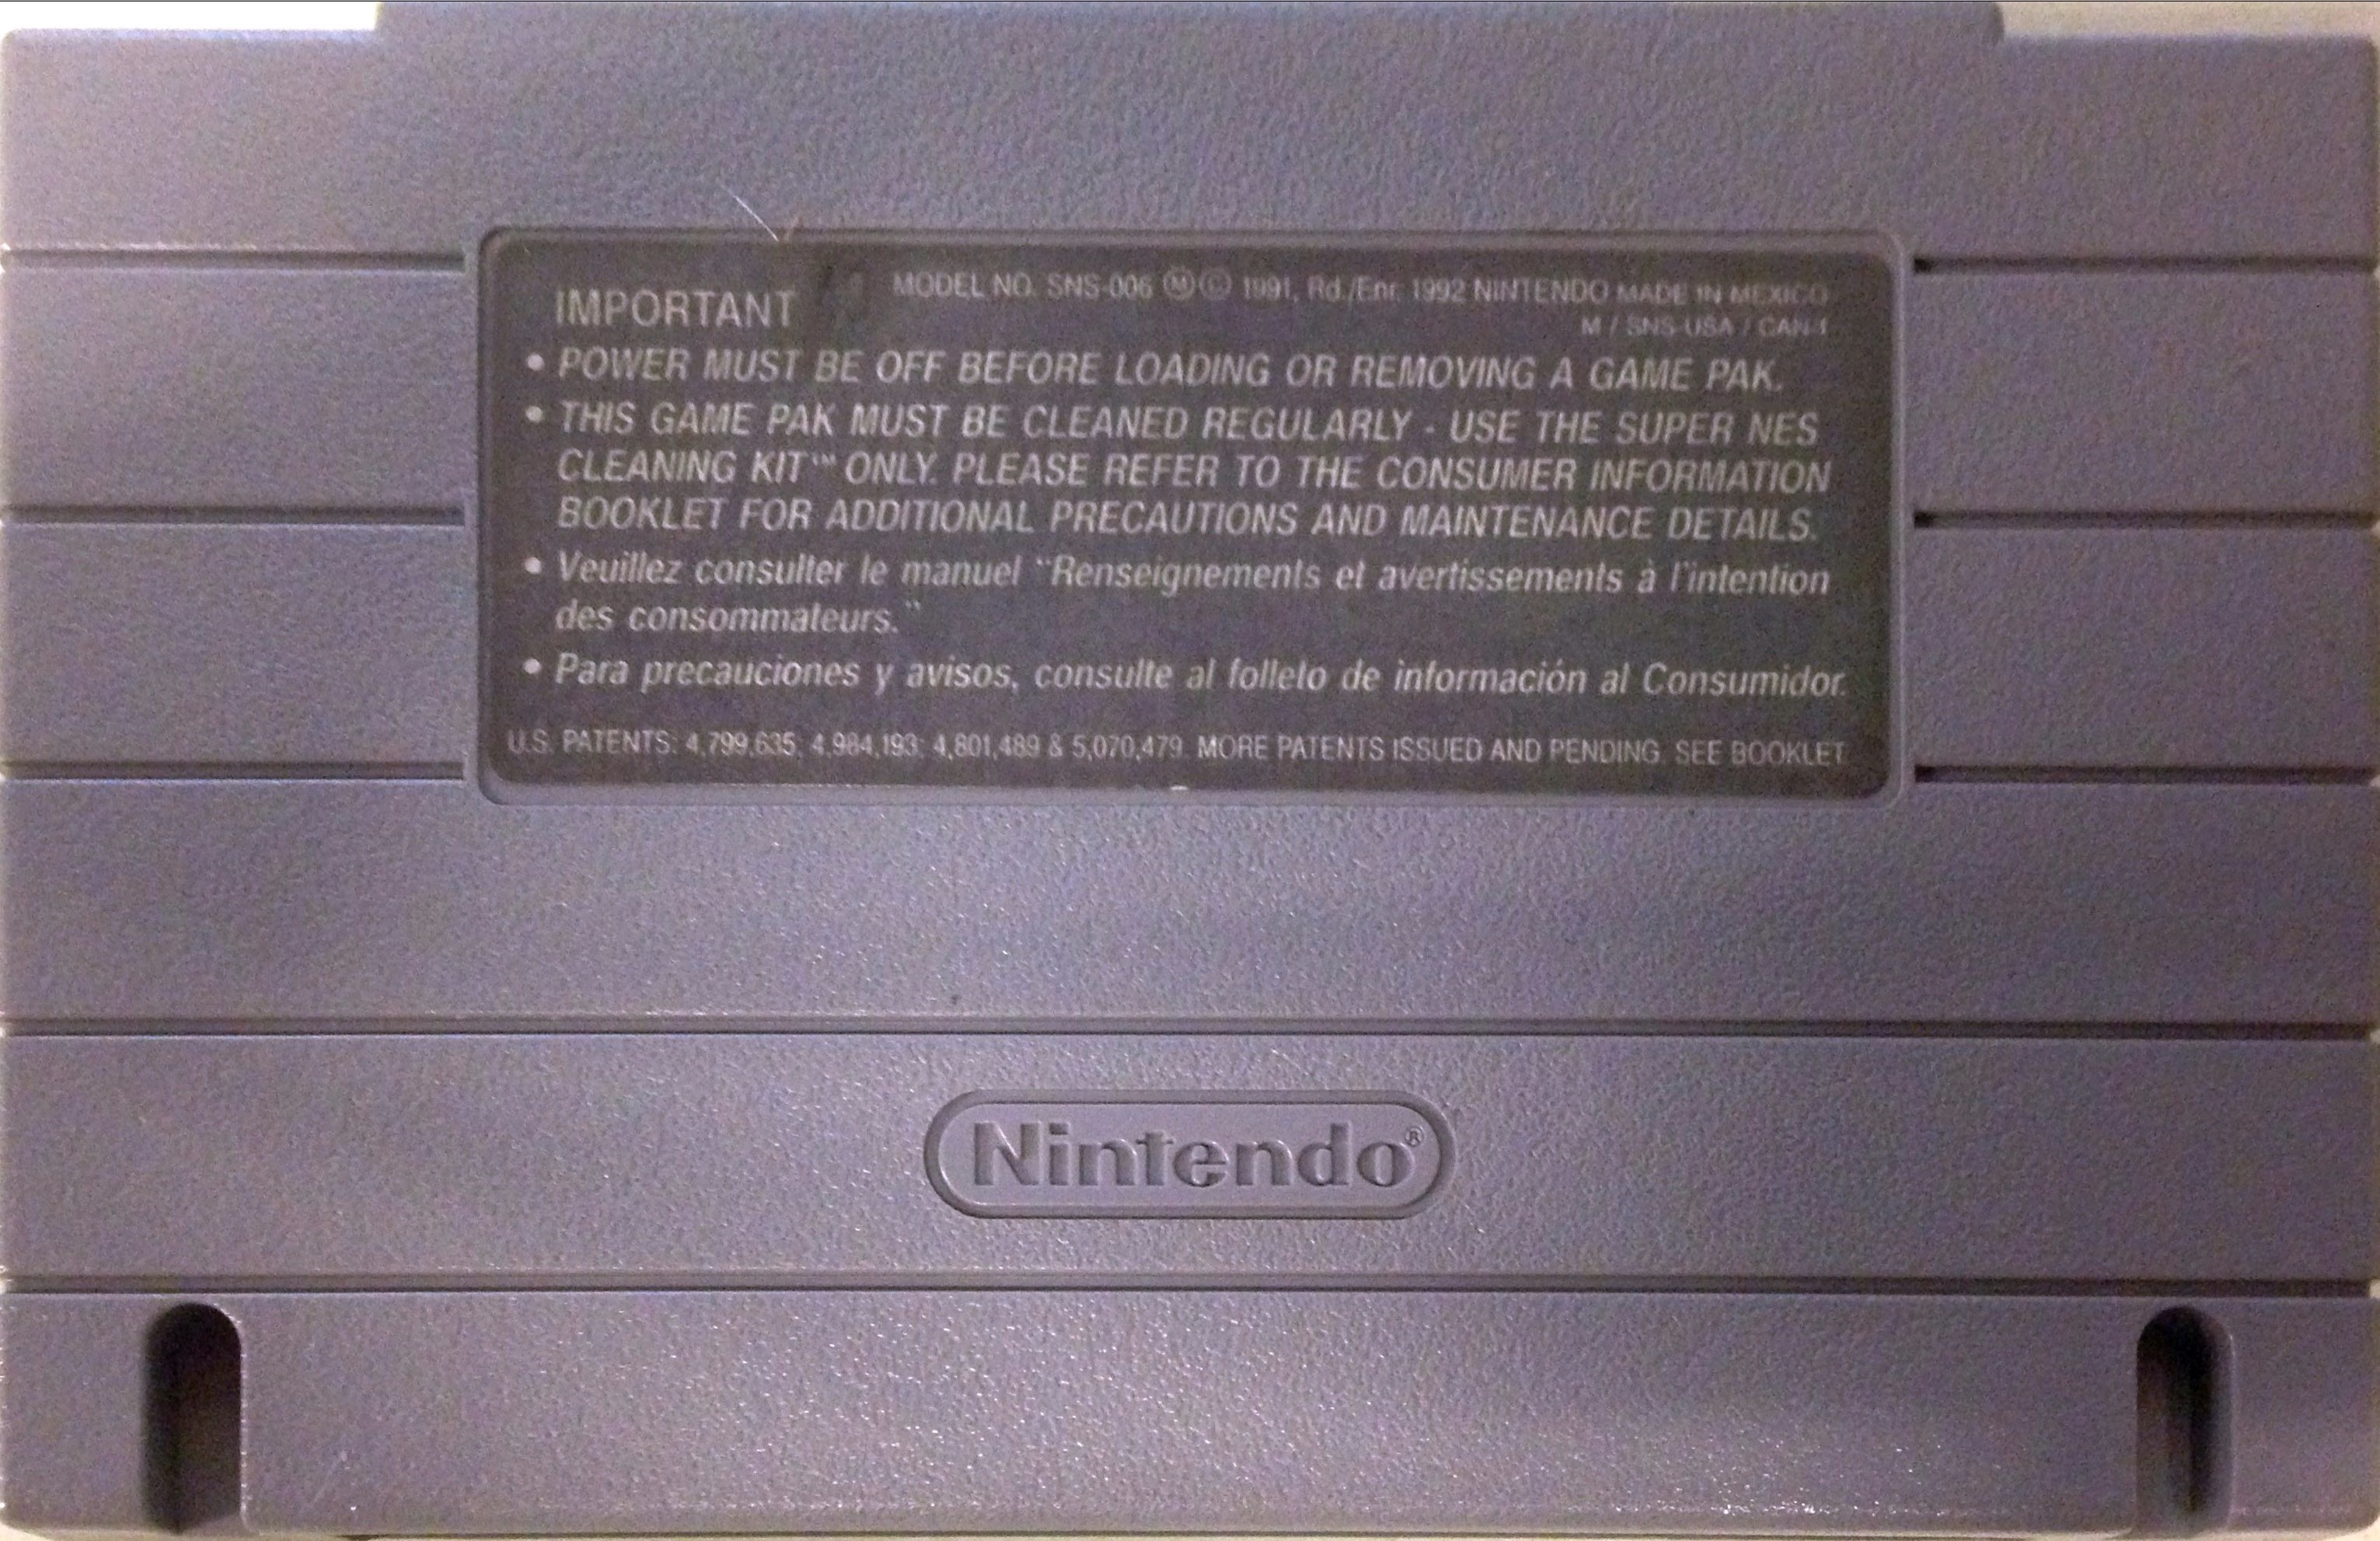 MODEL NO. SNS-006 Ⓜ© 1991, Rd./Enr. 1992 NINTENDO MADE IN MEXICO
IMPORTANT
M / SNS-USA / CAN-1
• POWER MUST BE OFF BEFORE LOADING OR REMOVING A GAME PAK.
• THIS GAME PAK MUST BE CLEANED REGULARLY - USE THE SUPER NES
CLEANING KIT™ ONLY. PLEASE REFER TO THE CONSUMER INFORMATION
BOOKLET FOR ADDITIONAL PRECAUTIONS AND MAINTENANCE DETAILS.
• Veuillez consulter le manuel "Renseignements et avertissements à l'intention
des consommateurs."
• Para precauciones y avisos, consulte al folleto de información al Consumidor.
U.S. PATENTS: 4,799,635; 4,984,193; 4,801,489 & 5,070,479. MORE PATENTS ISSUED AND PENDING. SEE BOOKLET.
Nintendo®